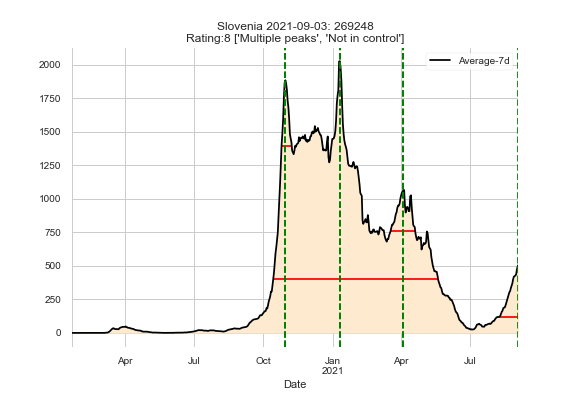 Slovenia 2021-09-03: 269248
Rating:8 ['Multiple peaks', 'Not in control']
Average-7d
2000
1750
1500
1250
1000
750
500
250
0
Apr
Jul
Oct
Jan
2021
Apr
Jul
Date